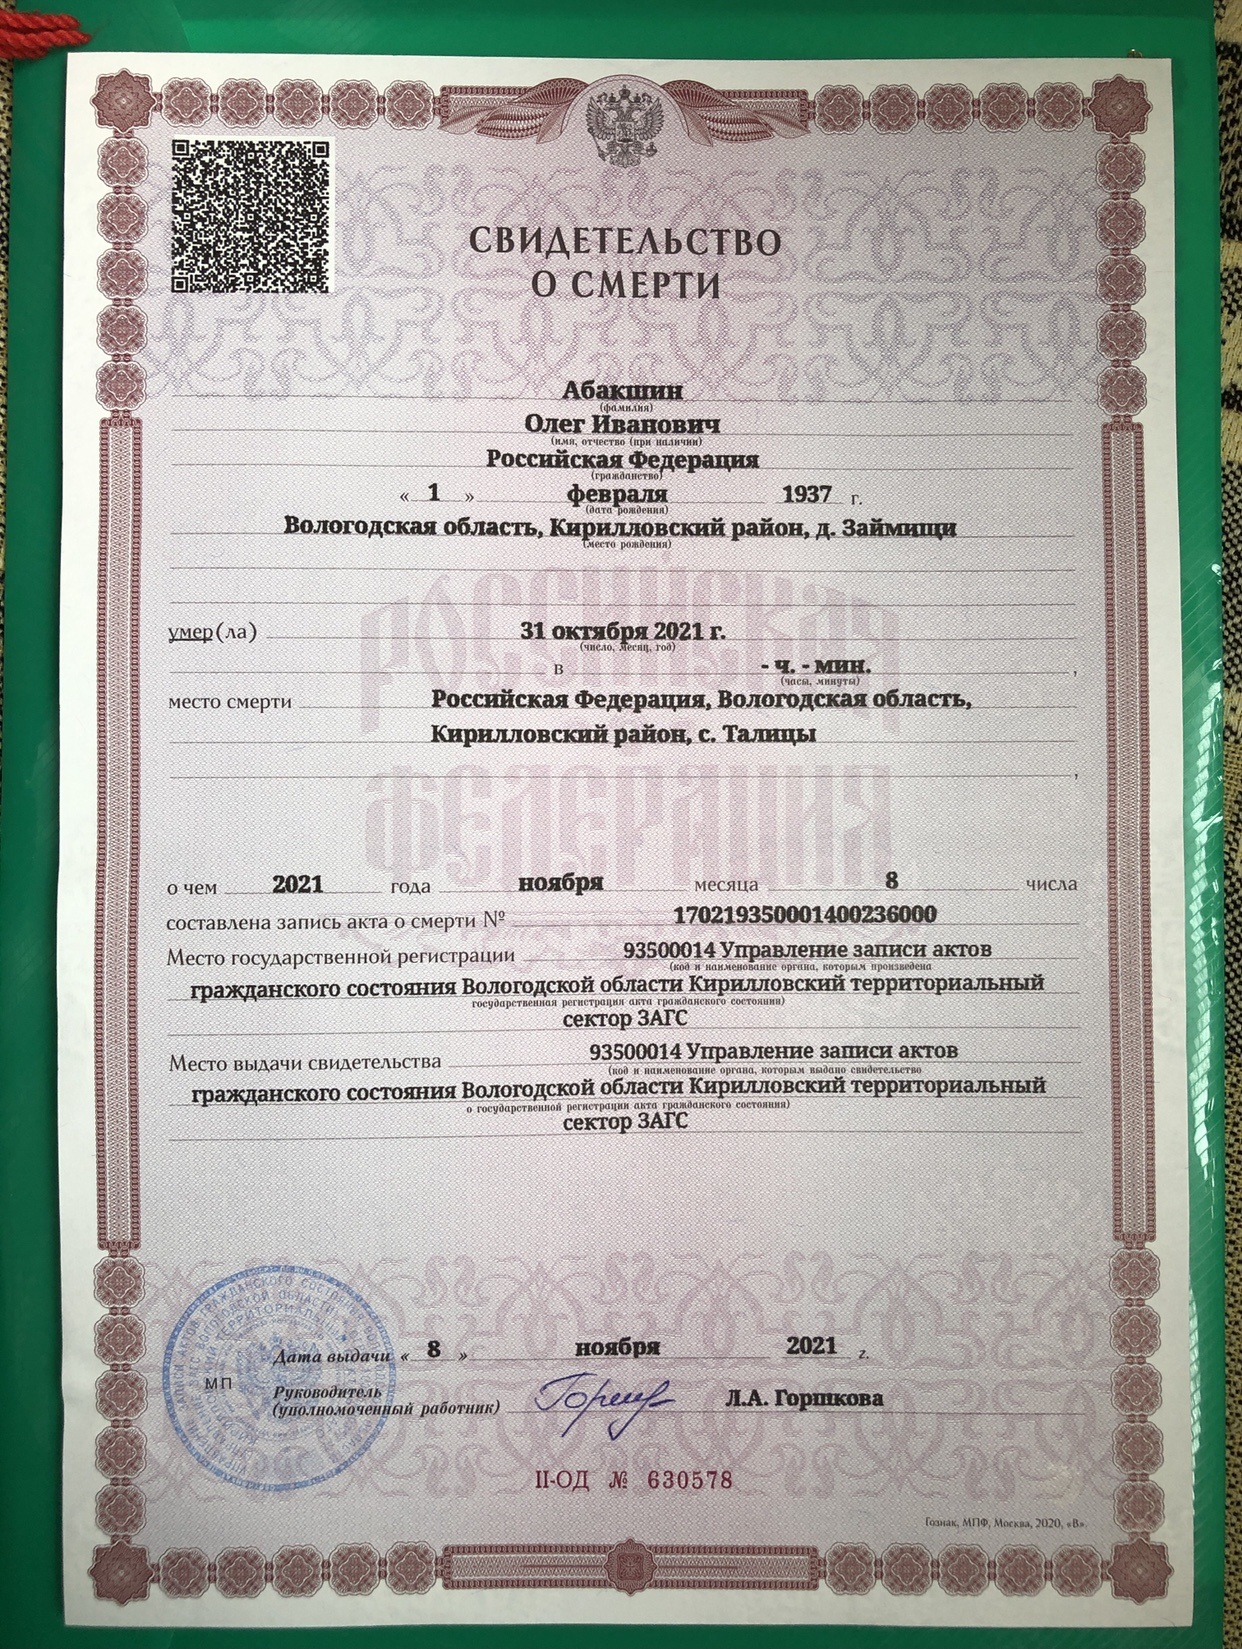 СВИДЕТЕЛЬСТВО
О СМЕРТИ
Абакшин
(фамилия)
Олег Иванович
(имя, отчество (при наличии)
Российская Федерация
(гражданство)
« 1 » февраля 1937 г.
(дата рождения)
Вологодская область, Кирилловский район, д. Займищи
(место рождения)
РОССИЙСКАЯ
ФЕДЕРАЦИЯ
умер(ла) 31 октября 2021 г.
(число, месяц, год)
в - ч. - мин. ,
(часы, минуты)
место смерти Российская Федерация, Вологодская область,
Кирилловский район, с. Талицы
,
о чем 2021 года ноября месяца 8 числа
составлена запись акта о смерти № 170219350001400236000
Место государственной регистрации 93500014 Управление записи актов
(код и наименование органа, которым произведена
гражданского состояния Вологодской области Кирилловский территориальный
государственная регистрация акта гражданского состояния)
сектор ЗАГС
Место выдачи свидетельства 93500014 Управление записи актов
(код и наименование органа, которым выдано свидетельство
гражданского состояния Вологодской области Кирилловский территориальный
о государственной регистрации акта гражданского состояния)
сектор ЗАГС
Дата выдачи « 8 » ноября 2021 г.
МП
Руководитель
(уполномоченный работник) Л.А. Горшкова
II-ОД № 630578
Гознак, МПФ, Москва, 2020, «В».